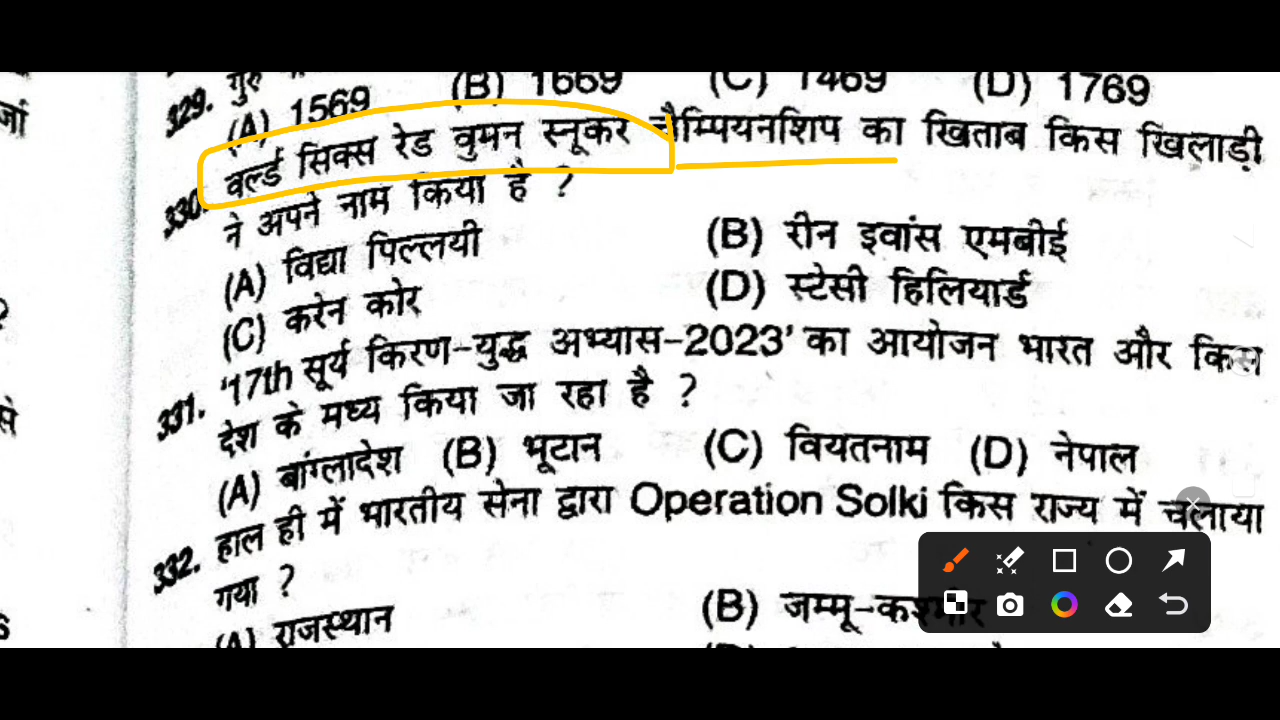 329. गुरु
(A) 1569 (B) 1669 (C) 1469 (D) 1769
330. वर्ल्ड सिक्स रेड वुमन स्नूकर चैम्पियनशिप का खिताब किस खिलाड़ी
ने अपने नाम किया है ?
(A) विद्या पिल्लयी (B) रीन इवांस एमबीई
(C) करेन कोर (D) स्टेसी हिलियार्ड
331. '17th सूर्य किरण-युद्ध अभ्यास-2023' का आयोजन भारत और किस
देश के मध्य किया जा रहा है ?
(A) बांग्लादेश (B) भूटान (C) वियतनाम (D) नेपाल
332. हाल ही में भारतीय सेना द्वारा Operation Solki किस राज्य में चलाया
गया ?
(A) राजस्थान (B) जम्मू-कश्मीर